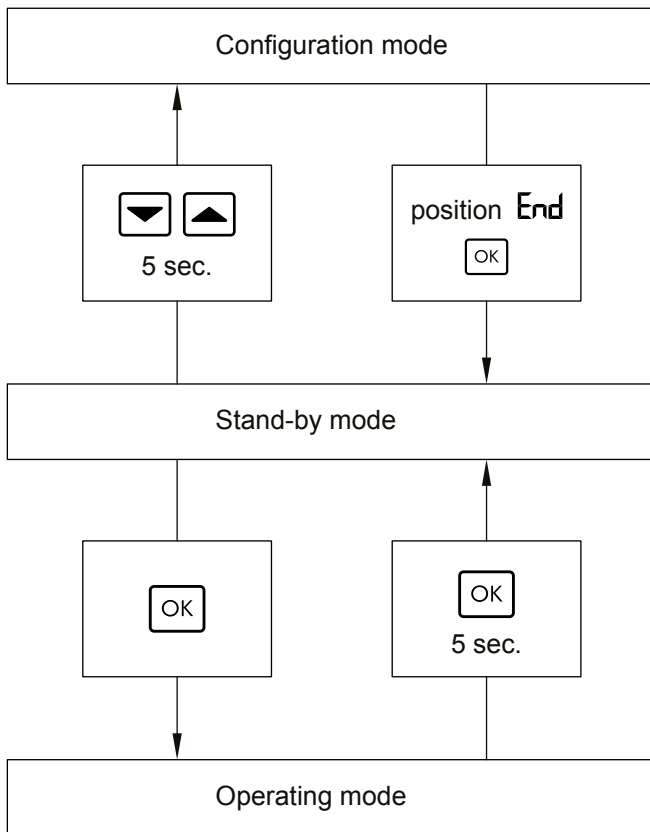 Configuration mode
5 sec.
position End
OK
Stand-by mode
OK
OK
5 sec.
Operating mode